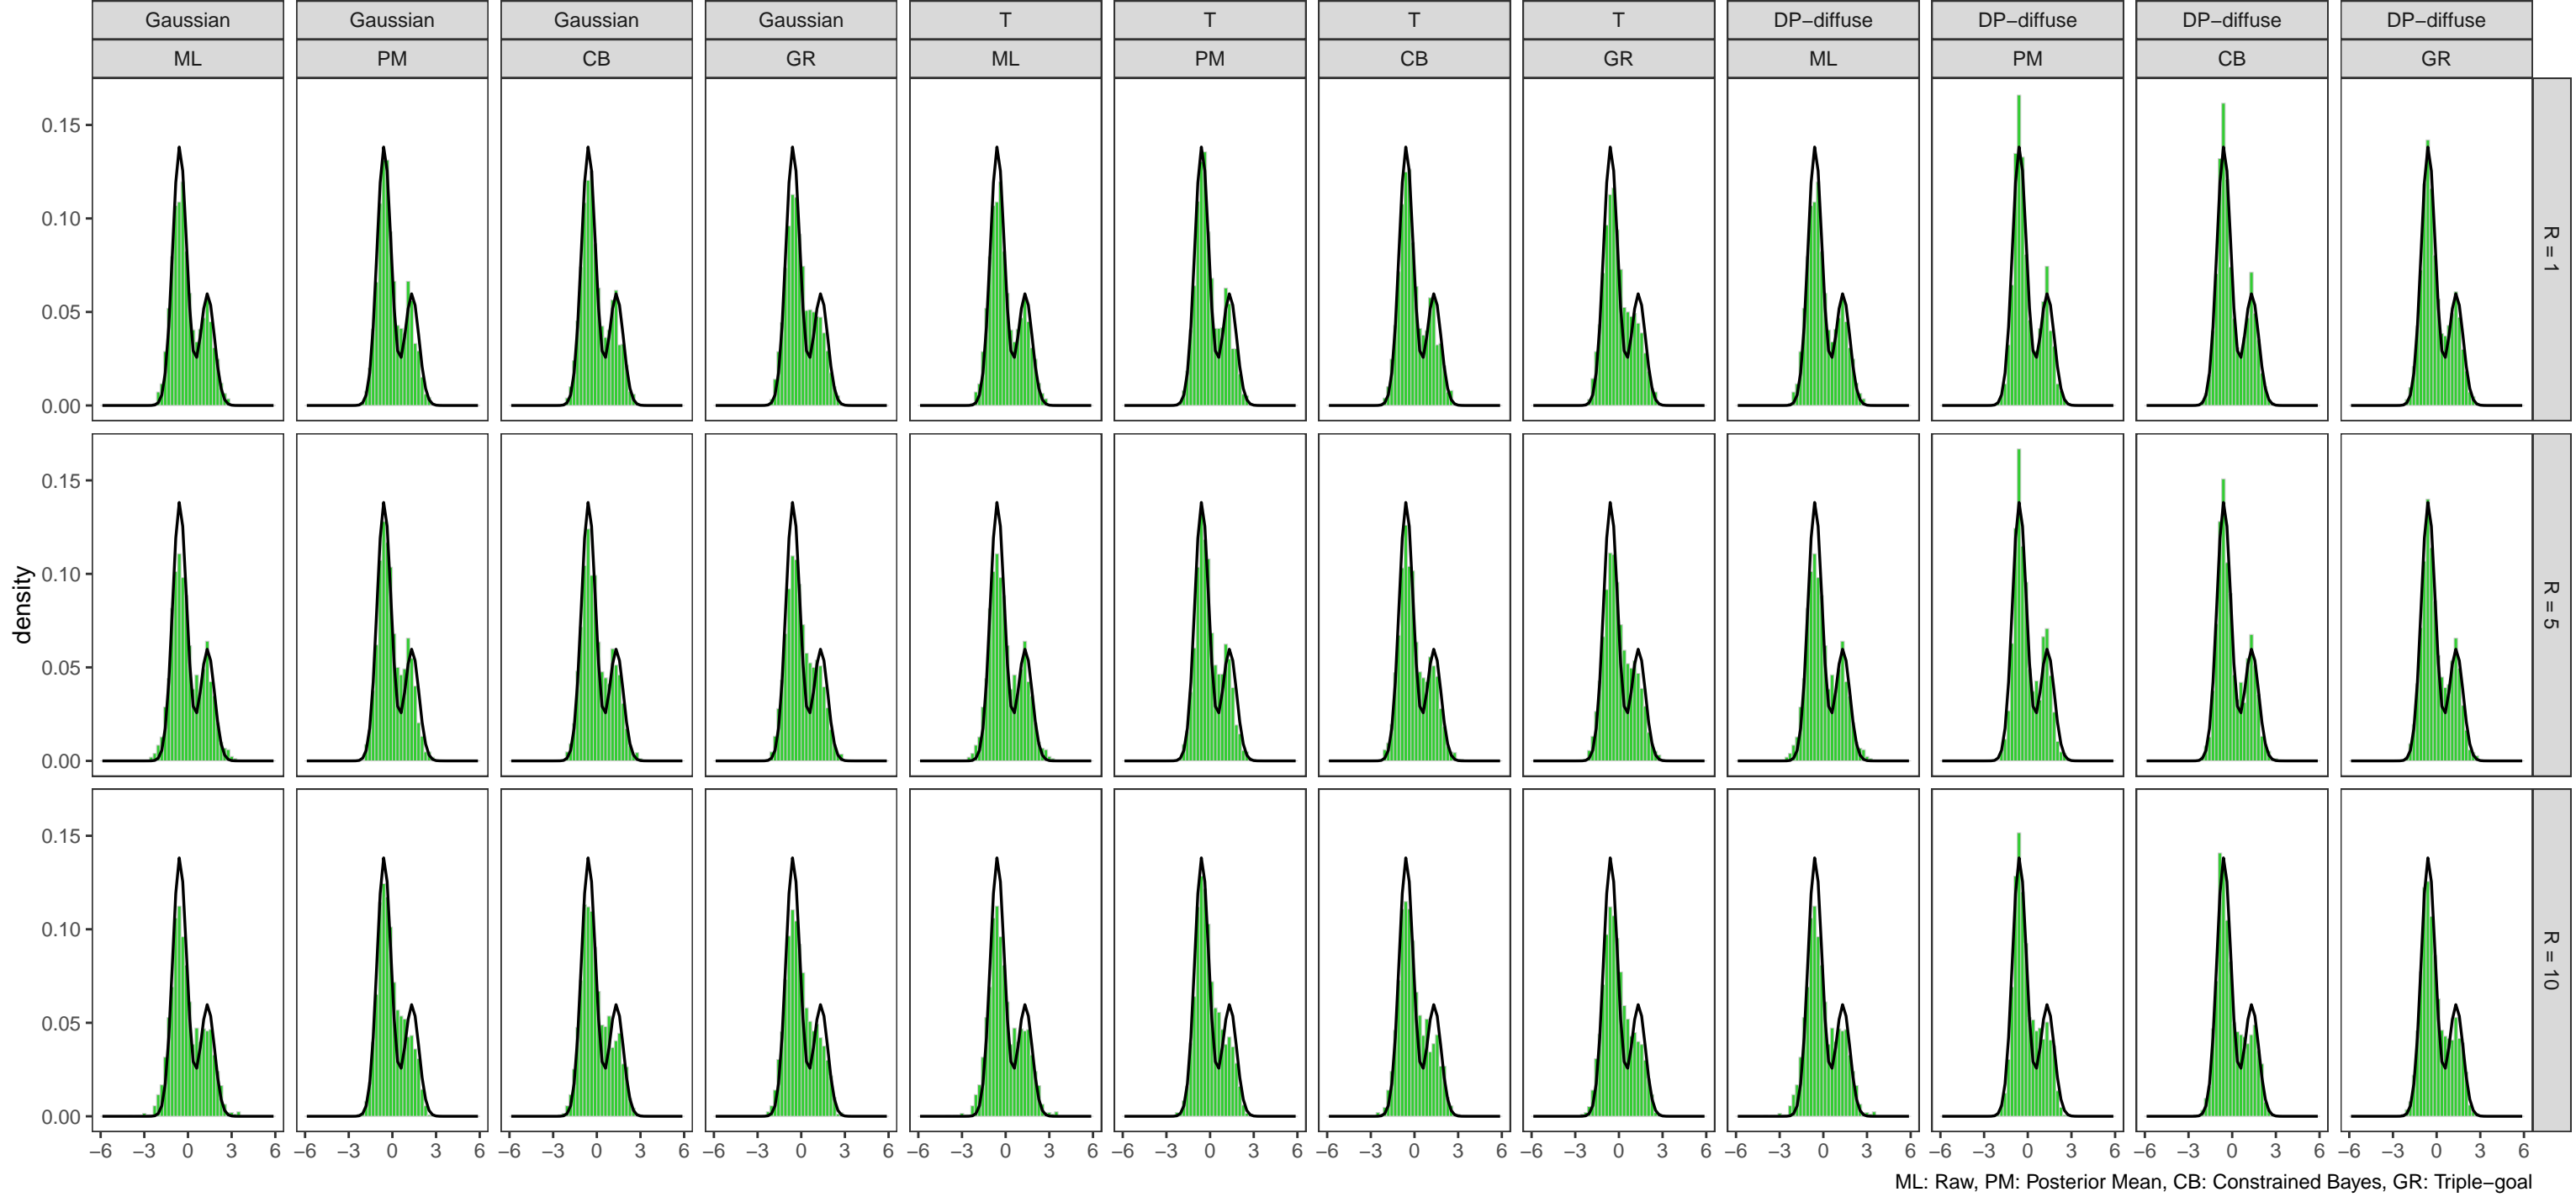 Gaussian Gaussian Gaussian Gaussian T T T T DP−diffuse DP−diffuse DP−diffuse DP−diffuse
ML PM CB GR ML PM CB GR ML PM CB GR
0.15
0.10
0.05
0.00
R = 1
0.15
0.10
0.05
0.00
R = 5
density
0.15
0.10
0.05
0.00
R = 10
−6 −3 0 3 6 −6 −3 0 3 6 −6 −3 0 3 6 −6 −3 0 3 6 −6 −3 0 3 6 −6 −3 0 3 6 −6 −3 0 3 6 −6 −3 0 3 6 −6 −3 0 3 6 −6 −3 0 3 6 −6 −3 0 3 6 −6 −3 0 3 6
ML: Raw, PM: Posterior Mean, CB: Constrained Bayes, GR: Triple−goal